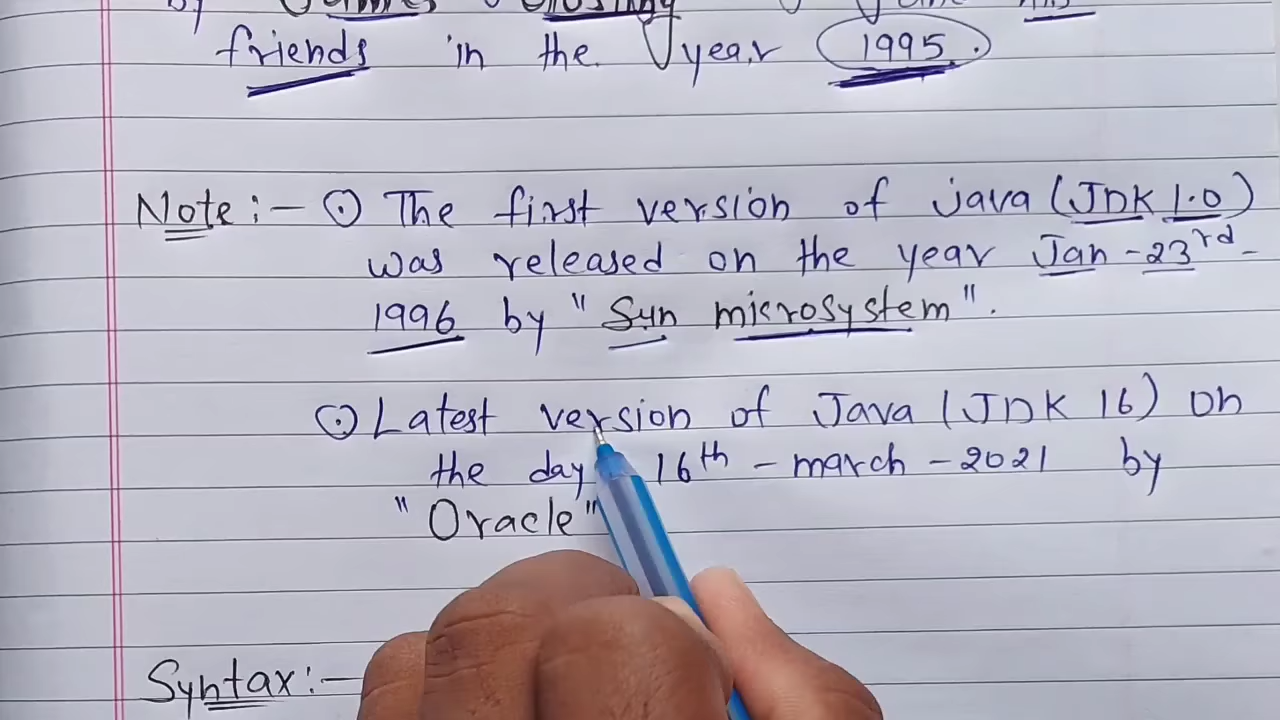 by
friends in the year 1995.
Note:- ⊙ The first version of java (JDK 1.0)
was released on the year Jan-23rd-
1996 by "Sun microsystem".
⊙ Latest version of Java (JDK 16) on
the day 16th-march-2021 by
"Oracle"
Syntax:-